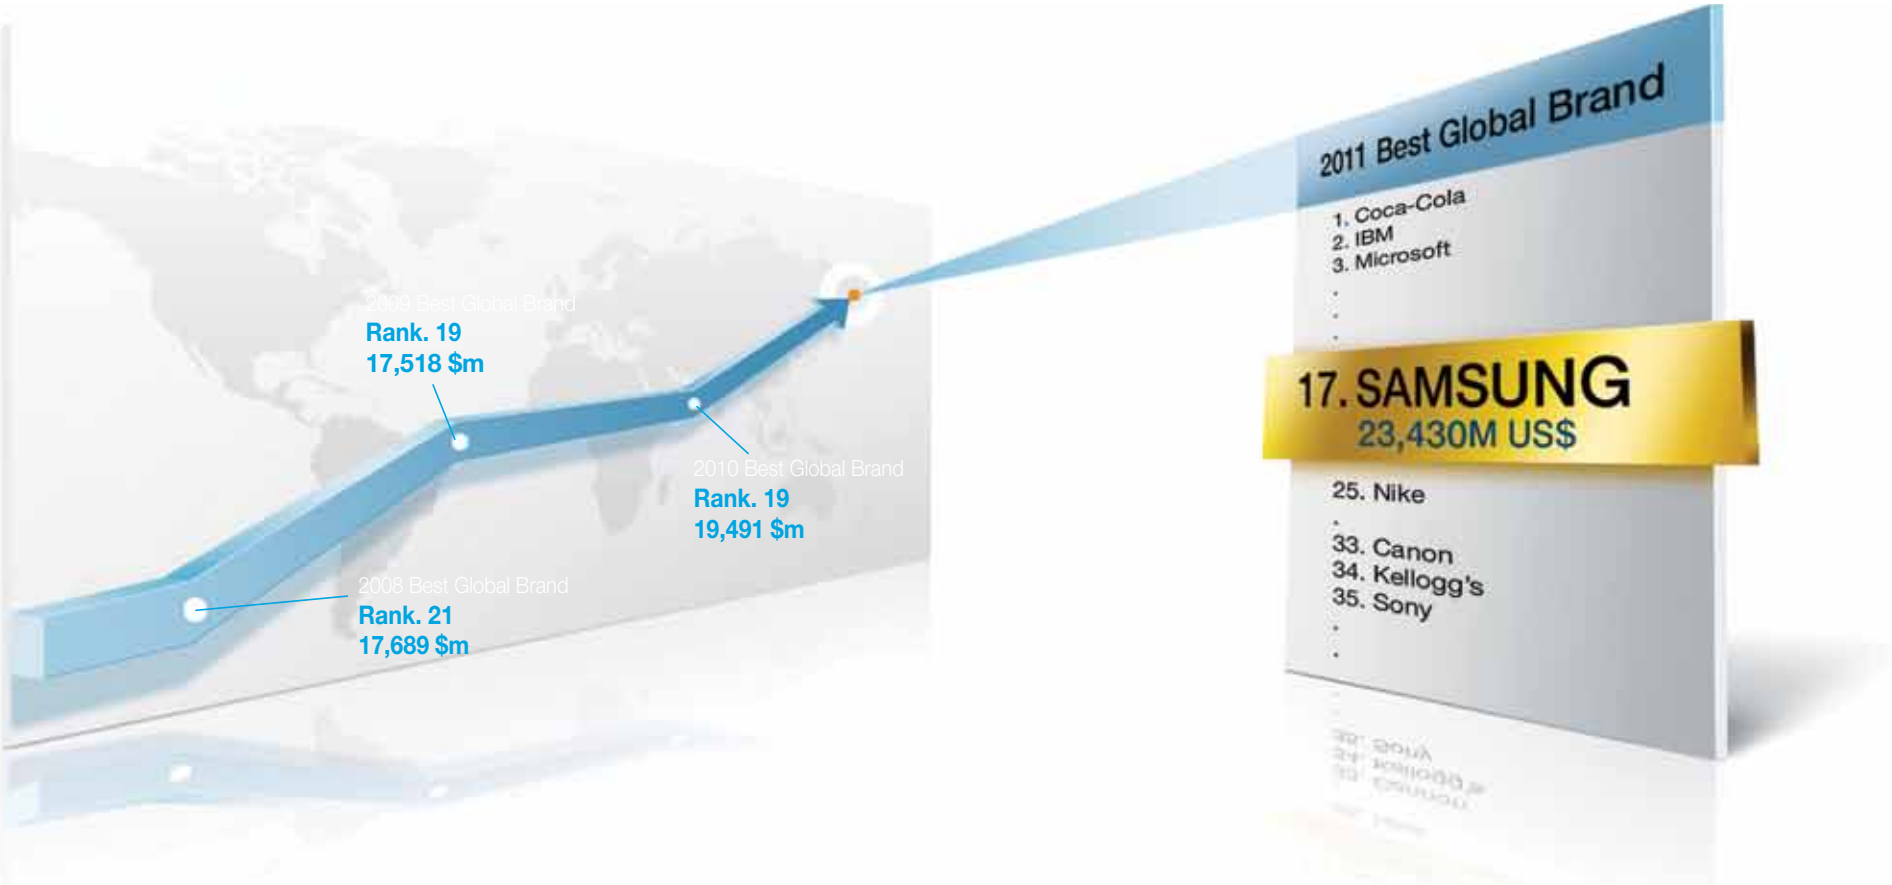 2009 Best Global Brand
Rank. 19
17,518 $m
2010 Best Global Brand
Rank. 19
19,491 $m
2008 Best Global Brand
Rank. 21
17,689 $m
2011 Best Global Brand
1. Coca-Cola
2. IBM
3. Microsoft
.
.
.
17. SAMSUNG
23,430M US$
25. Nike
.
33. Canon
34. Kellogg's
35. Sony
.
.